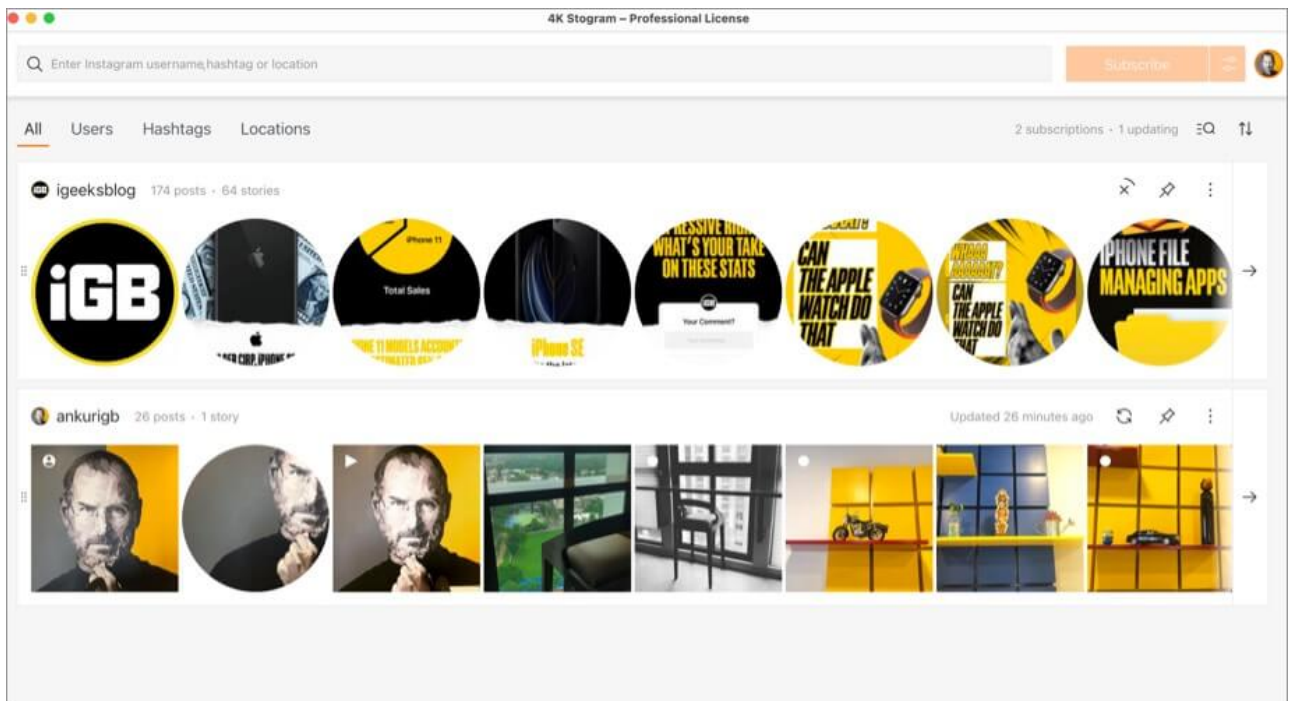 4K Stogram – Professional License
Enter Instagram username,hashtag or location
Subscribe
All Users Hashtags Locations
2 subscriptions · 1 updating
iGB igeeksblog 174 posts · 64 stories
iGB
iPhone 11
Total Sales
iPhone SE
WHAT'S YOUR TAKE
ON THESE STATS
iGB
Your Comment?
CAN
THE APPLE
WATCH DO
THAT
CAN
THE APPLE
WATCH DO
THAT
IPHONE FILE
MANAGING APPS
ankurigb 26 posts · 1 story
Updated 26 minutes ago